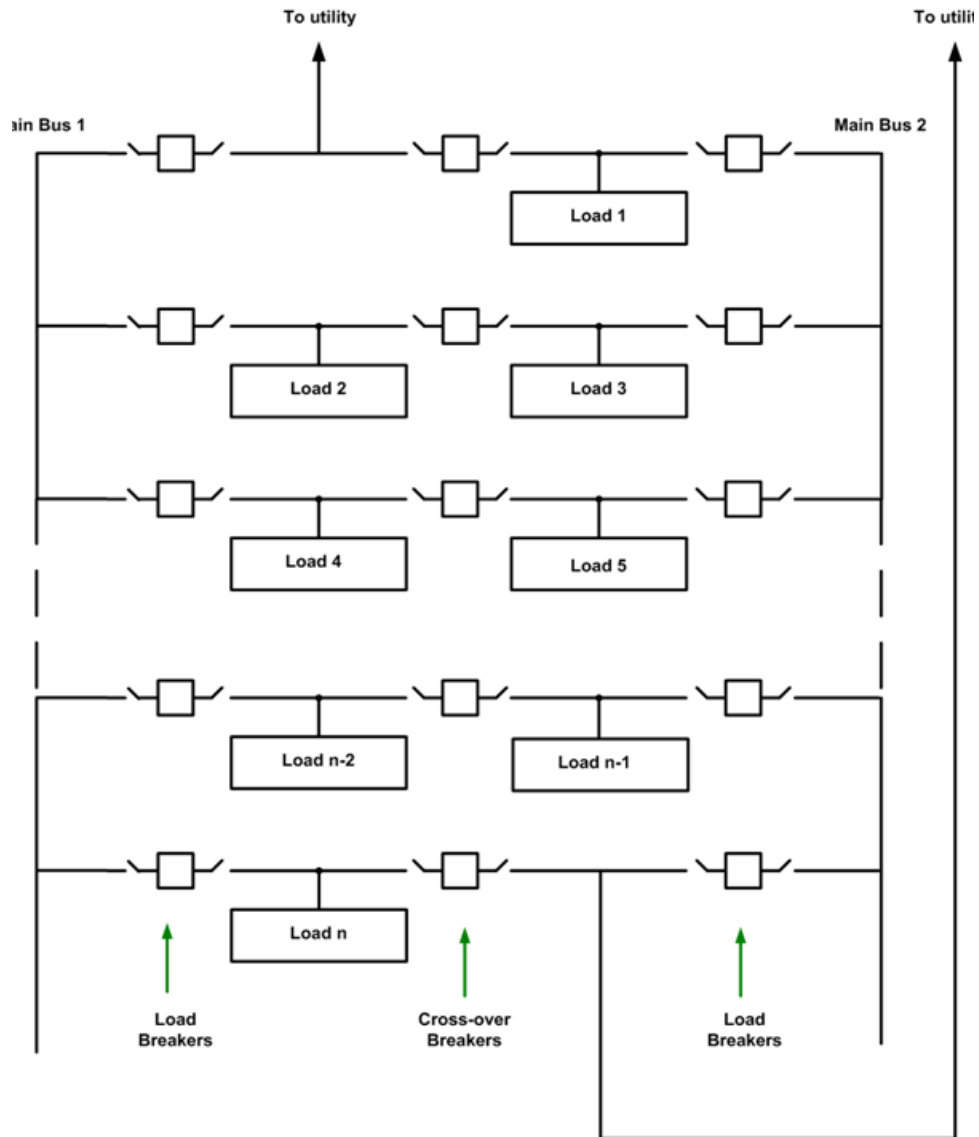 To utility
To utilit
ain Bus 1
Main Bus 2
Load 1
Load 2
Load 3
Load 4
Load 5
Load n-2
Load n-1
Load n
Load
Breakers
Cross-over
Breakers
Load
Breakers